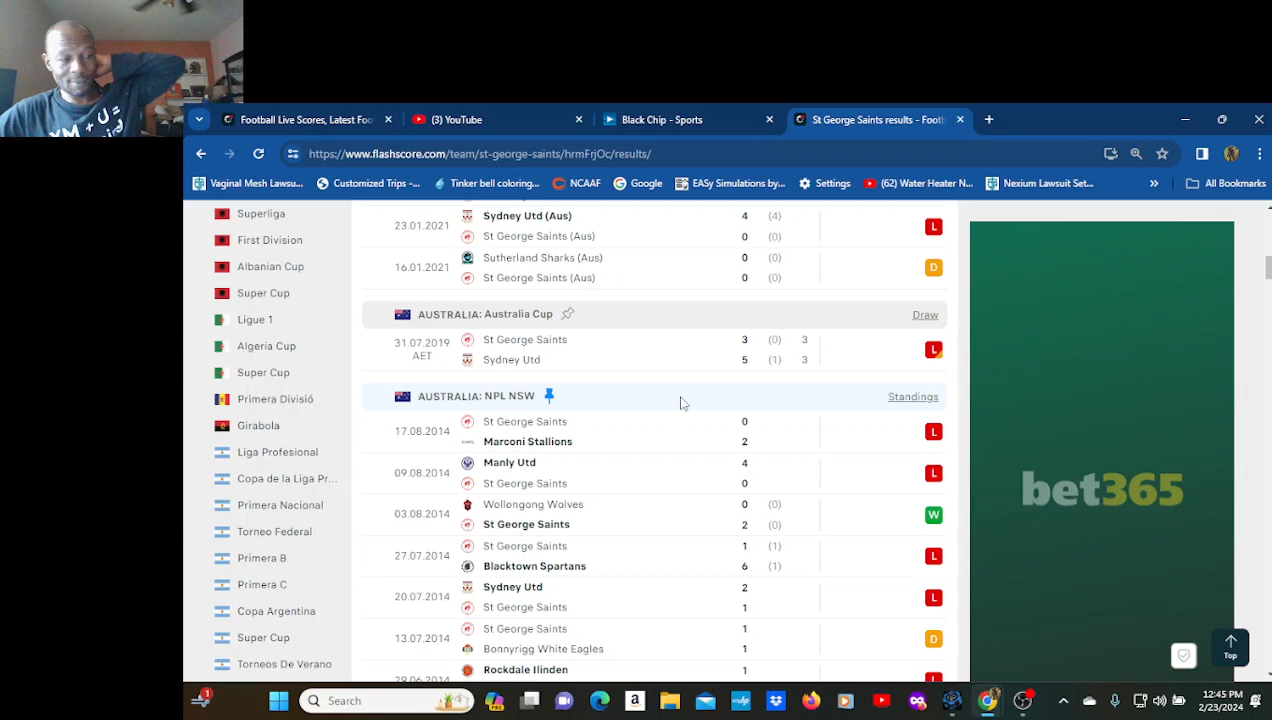 YM + U =
Football Live Scores, Latest Foo
(3) YouTube
Black Chip - Sports
St George Saints results - Footb
https://www.flashscore.com/team/st-george-saints/hrmFrjOc/results/
Vaginal Mesh Lawsu...
Customized Trips -...
Tinker bell coloring...
NCAAF
Google
EASy Simulations by...
Settings
(62) Water Heater N...
Nexium Lawsuit Set...
»
All Bookmarks
Superliga
First Division
Albanian Cup
Super Cup
Ligue 1
Algeria Cup
Super Cup
Primera Divisió
Girabola
Liga Profesional
Copa de la Liga Pr...
Primera Nacional
Torneo Federal
Primera B
Primera C
Copa Argentina
Super Cup
Torneos De Verano
23.01.2021 Sydney Utd (Aus) 4 (4) L
St George Saints (Aus) 0 (0)
16.01.2021 Sutherland Sharks (Aus) 0 (0) D
St George Saints (Aus) 0 (0)
AUSTRALIA: Australia Cup Draw
31.07.2019 St George Saints 3 (0) 3 L
AET Sydney Utd 5 (1) 3
AUSTRALIA: NPL NSW Standings
17.08.2014 St George Saints 0 L
Marconi Stallions 2
09.08.2014 Manly Utd 4 L
St George Saints 0
03.08.2014 Wollongong Wolves 0 (0) W
St George Saints 2 (0)
27.07.2014 St George Saints 1 (1) L
Blacktown Spartans 6 (1)
20.07.2014 Sydney Utd 2 L
St George Saints 1
13.07.2014 St George Saints 1 D
Bonnyrigg White Eagles 1
29.06.2014 Rockdale Ilinden 1 L
bet365
Top
1
Search
PRE
a
12:45 PM
2/23/2024